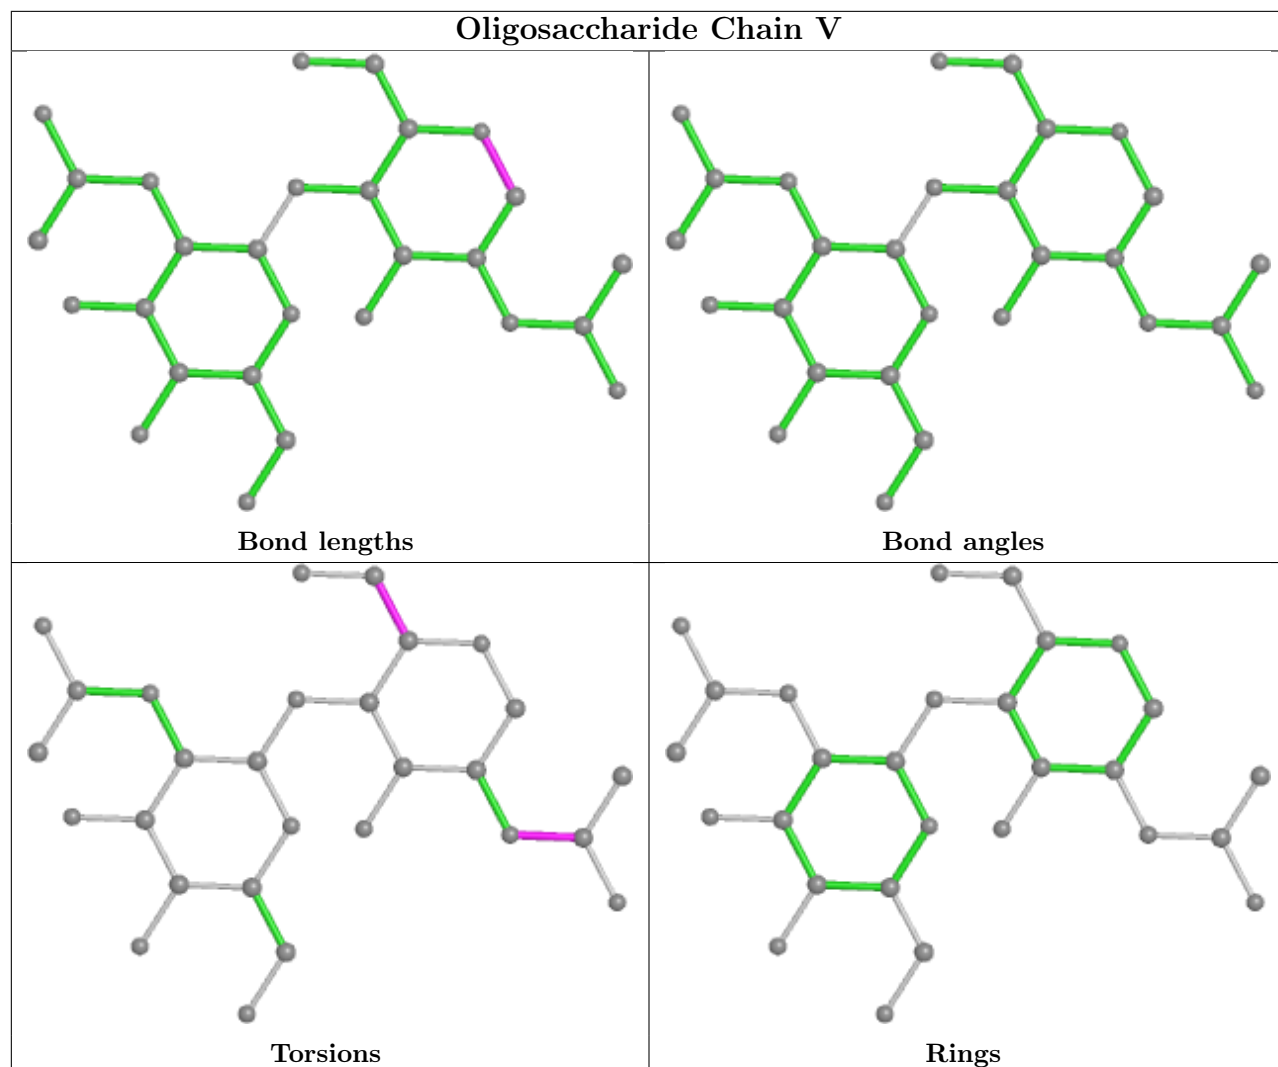 Oligosaccharide Chain V
Bond lengths
Bond angles
Torsions
Rings